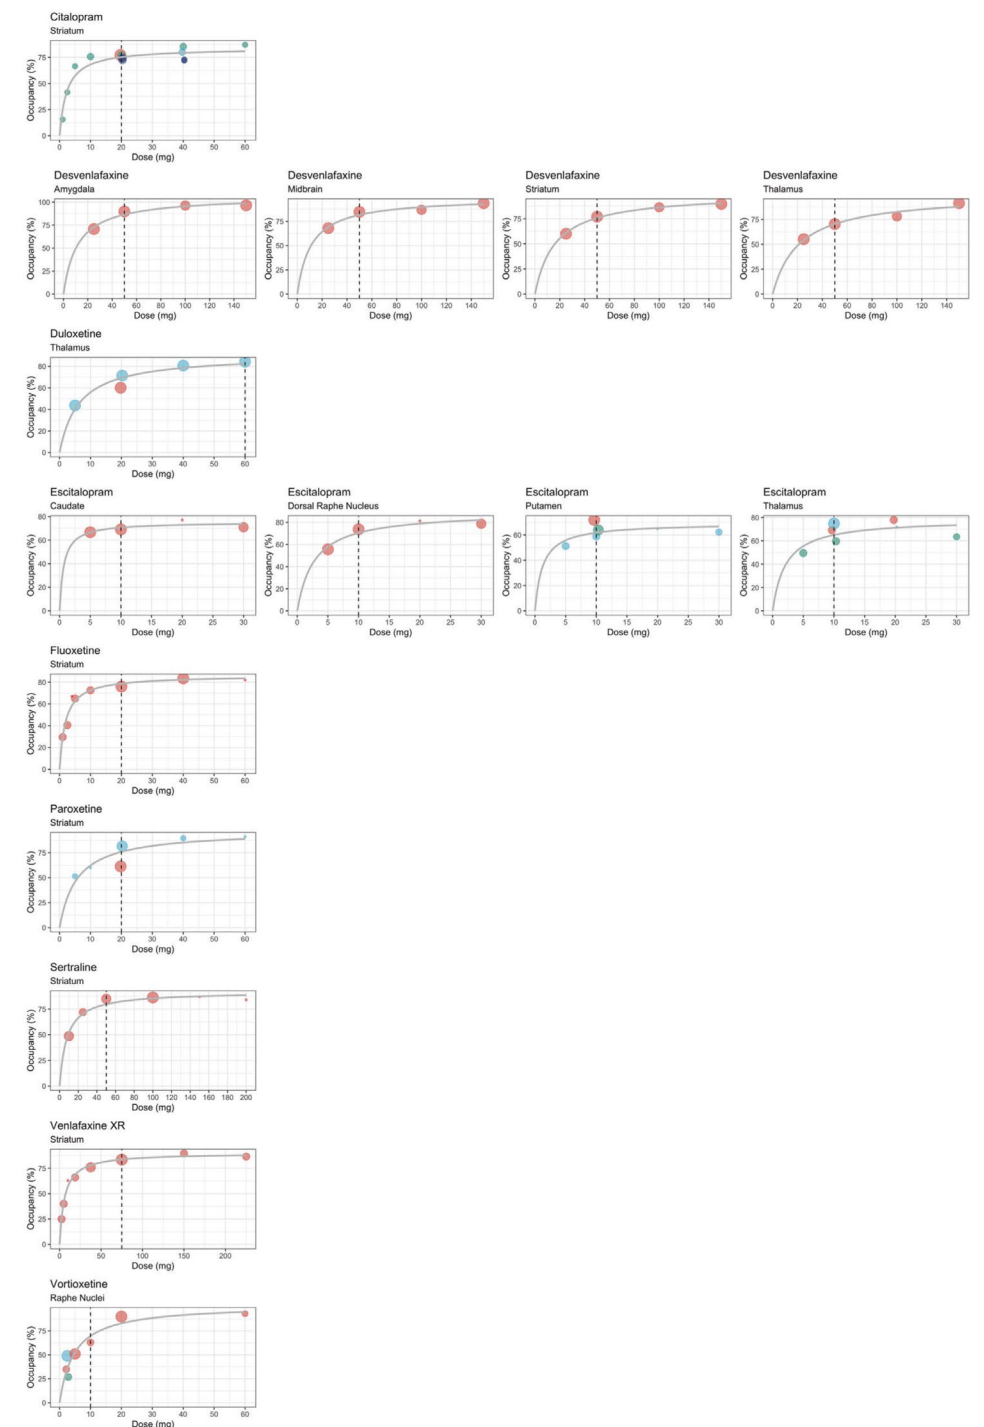 Citalopram
Striatum
Occupancy (%)
75
50
25
0
0 10 20 30 40 50 60
Dose (mg)
Desvenlafaxine Desvenlafaxine Desvenlafaxine Desvenlafaxine
Amygdala Midbrain Striatum Thalamus
Occupancy (%) Occupancy (%) Occupancy (%) Occupancy (%)
100
75 75 75 75
50 50 50 50
25 25 25 25
0 0 0 0
0 20 40 60 80 100 120 140 0 20 40 60 80 100 120 140 0 20 40 60 80 100 120 140 0 20 40 60 80 100 120 140
Dose (mg) Dose (mg) Dose (mg) Dose (mg)
Duloxetine
Thalamus
Occupancy (%)
80
60
40
20
0
0 10 20 30 40 50 60
Dose (mg)
Escitalopram Escitalopram Escitalopram Escitalopram
Caudate Dorsal Raphe Nucleus Putamen Thalamus
Occupancy (%) Occupancy (%) Occupancy (%) Occupancy (%)
80 80 80
60 60 60 60
40 40 40 40
20 20 20 20
0 0 0 0
0 5 10 15 20 25 30 0 5 10 15 20 25 30 0 5 10 15 20 25 30 0 5 10 15 20 25 30
Dose (mg) Dose (mg) Dose (mg) Dose (mg)
Fluoxetine
Striatum
Occupancy (%)
80
60
40
20
0
0 10 20 30 40 50 60
Dose (mg)
Paroxetine
Striatum
Occupancy (%)
75
50
25
0
0 10 20 30 40 50 60
Dose (mg)
Sertraline
Striatum
Occupancy (%)
75
50
25
0
0 20 40 60 80 100 120 140 160 180 200
Dose (mg)
Venlafaxine XR
Striatum
Occupancy (%)
75
50
25
0
0 50 100 150 200
Dose (mg)
Vortioxetine
Raphe Nuclei
Occupancy (%)
75
50
25
0
0 10 20 30 40 50 60
Dose (mg)